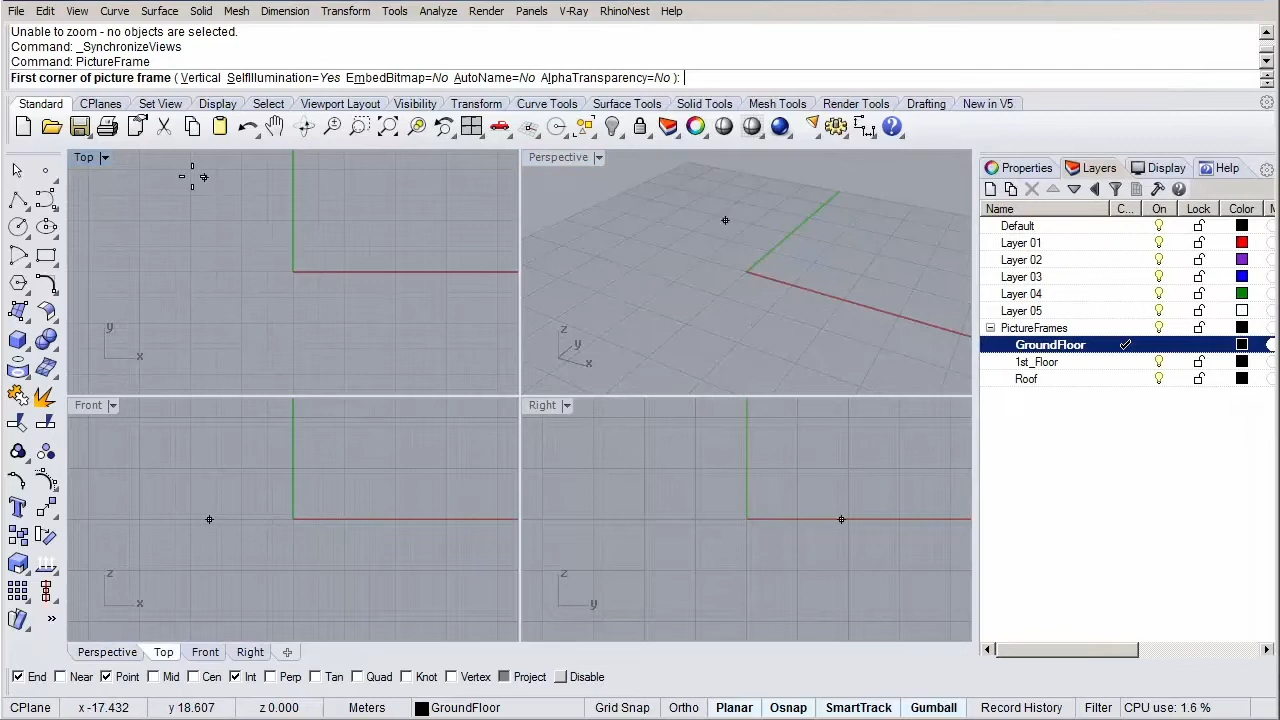 File Edit View Curve Surface Solid Mesh Dimension Transform Tools Analyze Render Panels V-Ray RhinoNest Help
Unable to zoom - no objects are selected.
Command: _SynchronizeViews
Command: PictureFrame
First corner of picture frame ( Vertical SelfIllumination=Yes EmbedBitmap=No AutoName=No AlphaTransparency=No ):
Standard CPlanes Set View Display Select Viewport Layout Visibility Transform Curve Tools Surface Tools Solid Tools Mesh Tools Render Tools Drafting New in V5
Top
Perspective
Properties Layers Display Help
Name C... On Lock Color M
Default
Layer 01
Layer 02
Layer 03
Layer 04
Layer 05
PictureFrames
GroundFloor
1st_Floor
Roof
y
x
z
y
x
Front
Right
z
x
z
y
Perspective Top Front Right
End Near Point Mid Cen Int Perp Tan Quad Knot Vertex Project Disable
CPlane x -17.432 y 18.607 z 0.000 Meters GroundFloor Grid Snap Ortho Planar Osnap SmartTrack Gumball Record History Filter CPU use: 1.6 %